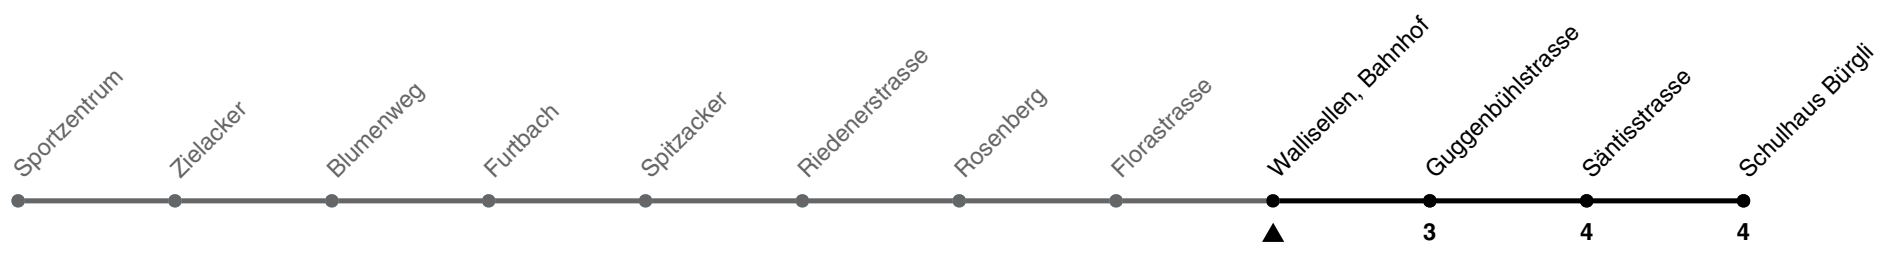 Sportzentrum
Zielacker
Blumenweg
Furtbach
Spitzacker
Riedenerstrasse
Rosenberg
Florastrasse
Wallisellen, Bahnhof
Guggenbühlstrasse
Säntisstrasse
Schulhaus Bürgli
3
4
4